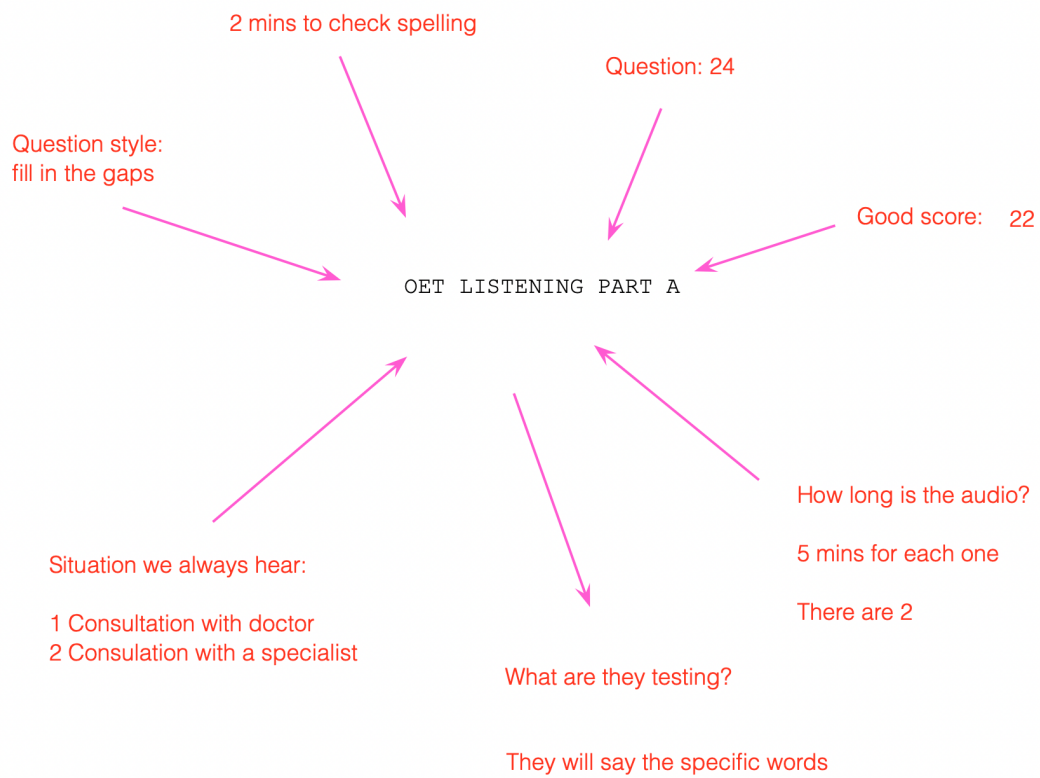 2 mins to check spelling
Question: 24
Question style:
fill in the gaps
Good score: 22
OET LISTENING PART A
How long is the audio?
5 mins for each one
There are 2
Situation we always hear:
1 Consultation with doctor
2 Consulation with a specialist
What are they testing?
They will say the specific words